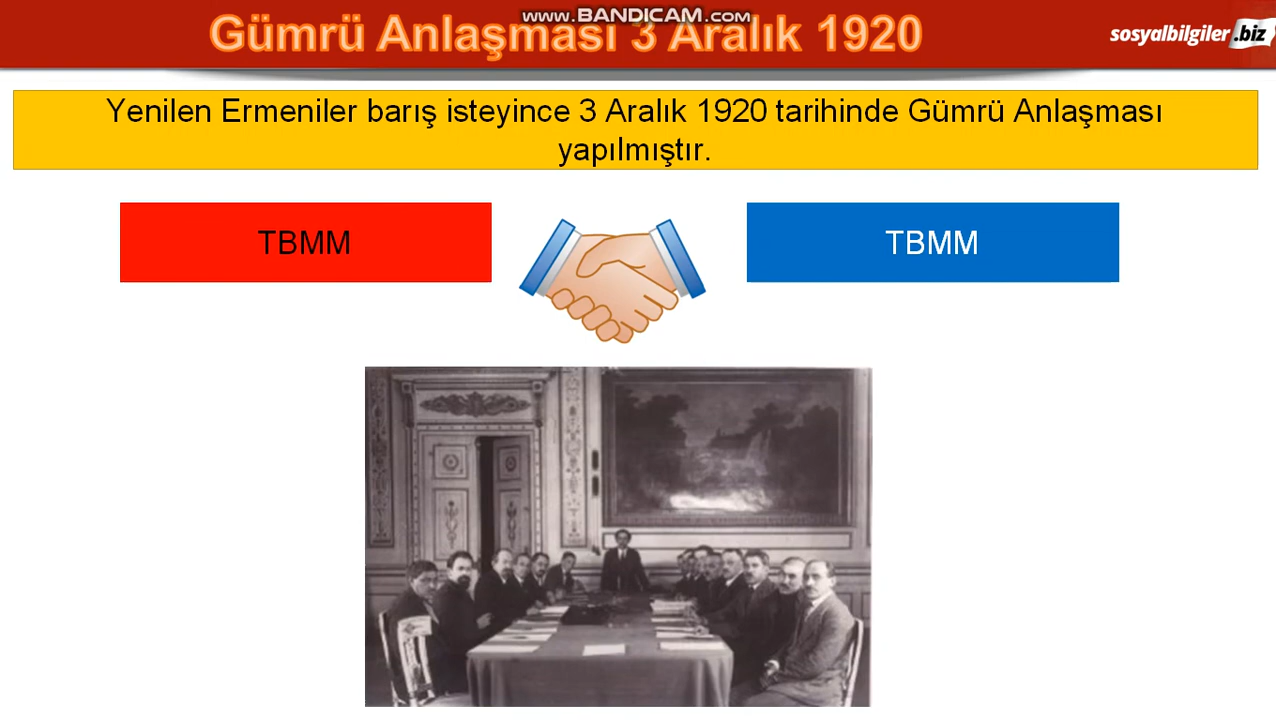 www.BANDICAM.com
Gümrü Anlaşması 3 Aralık 1920
sosyalbilgiler.biz
Yenilen Ermeniler barış isteyince 3 Aralık 1920 tarihinde Gümrü Anlaşması
yapılmıştır.
TBMM
TBMM